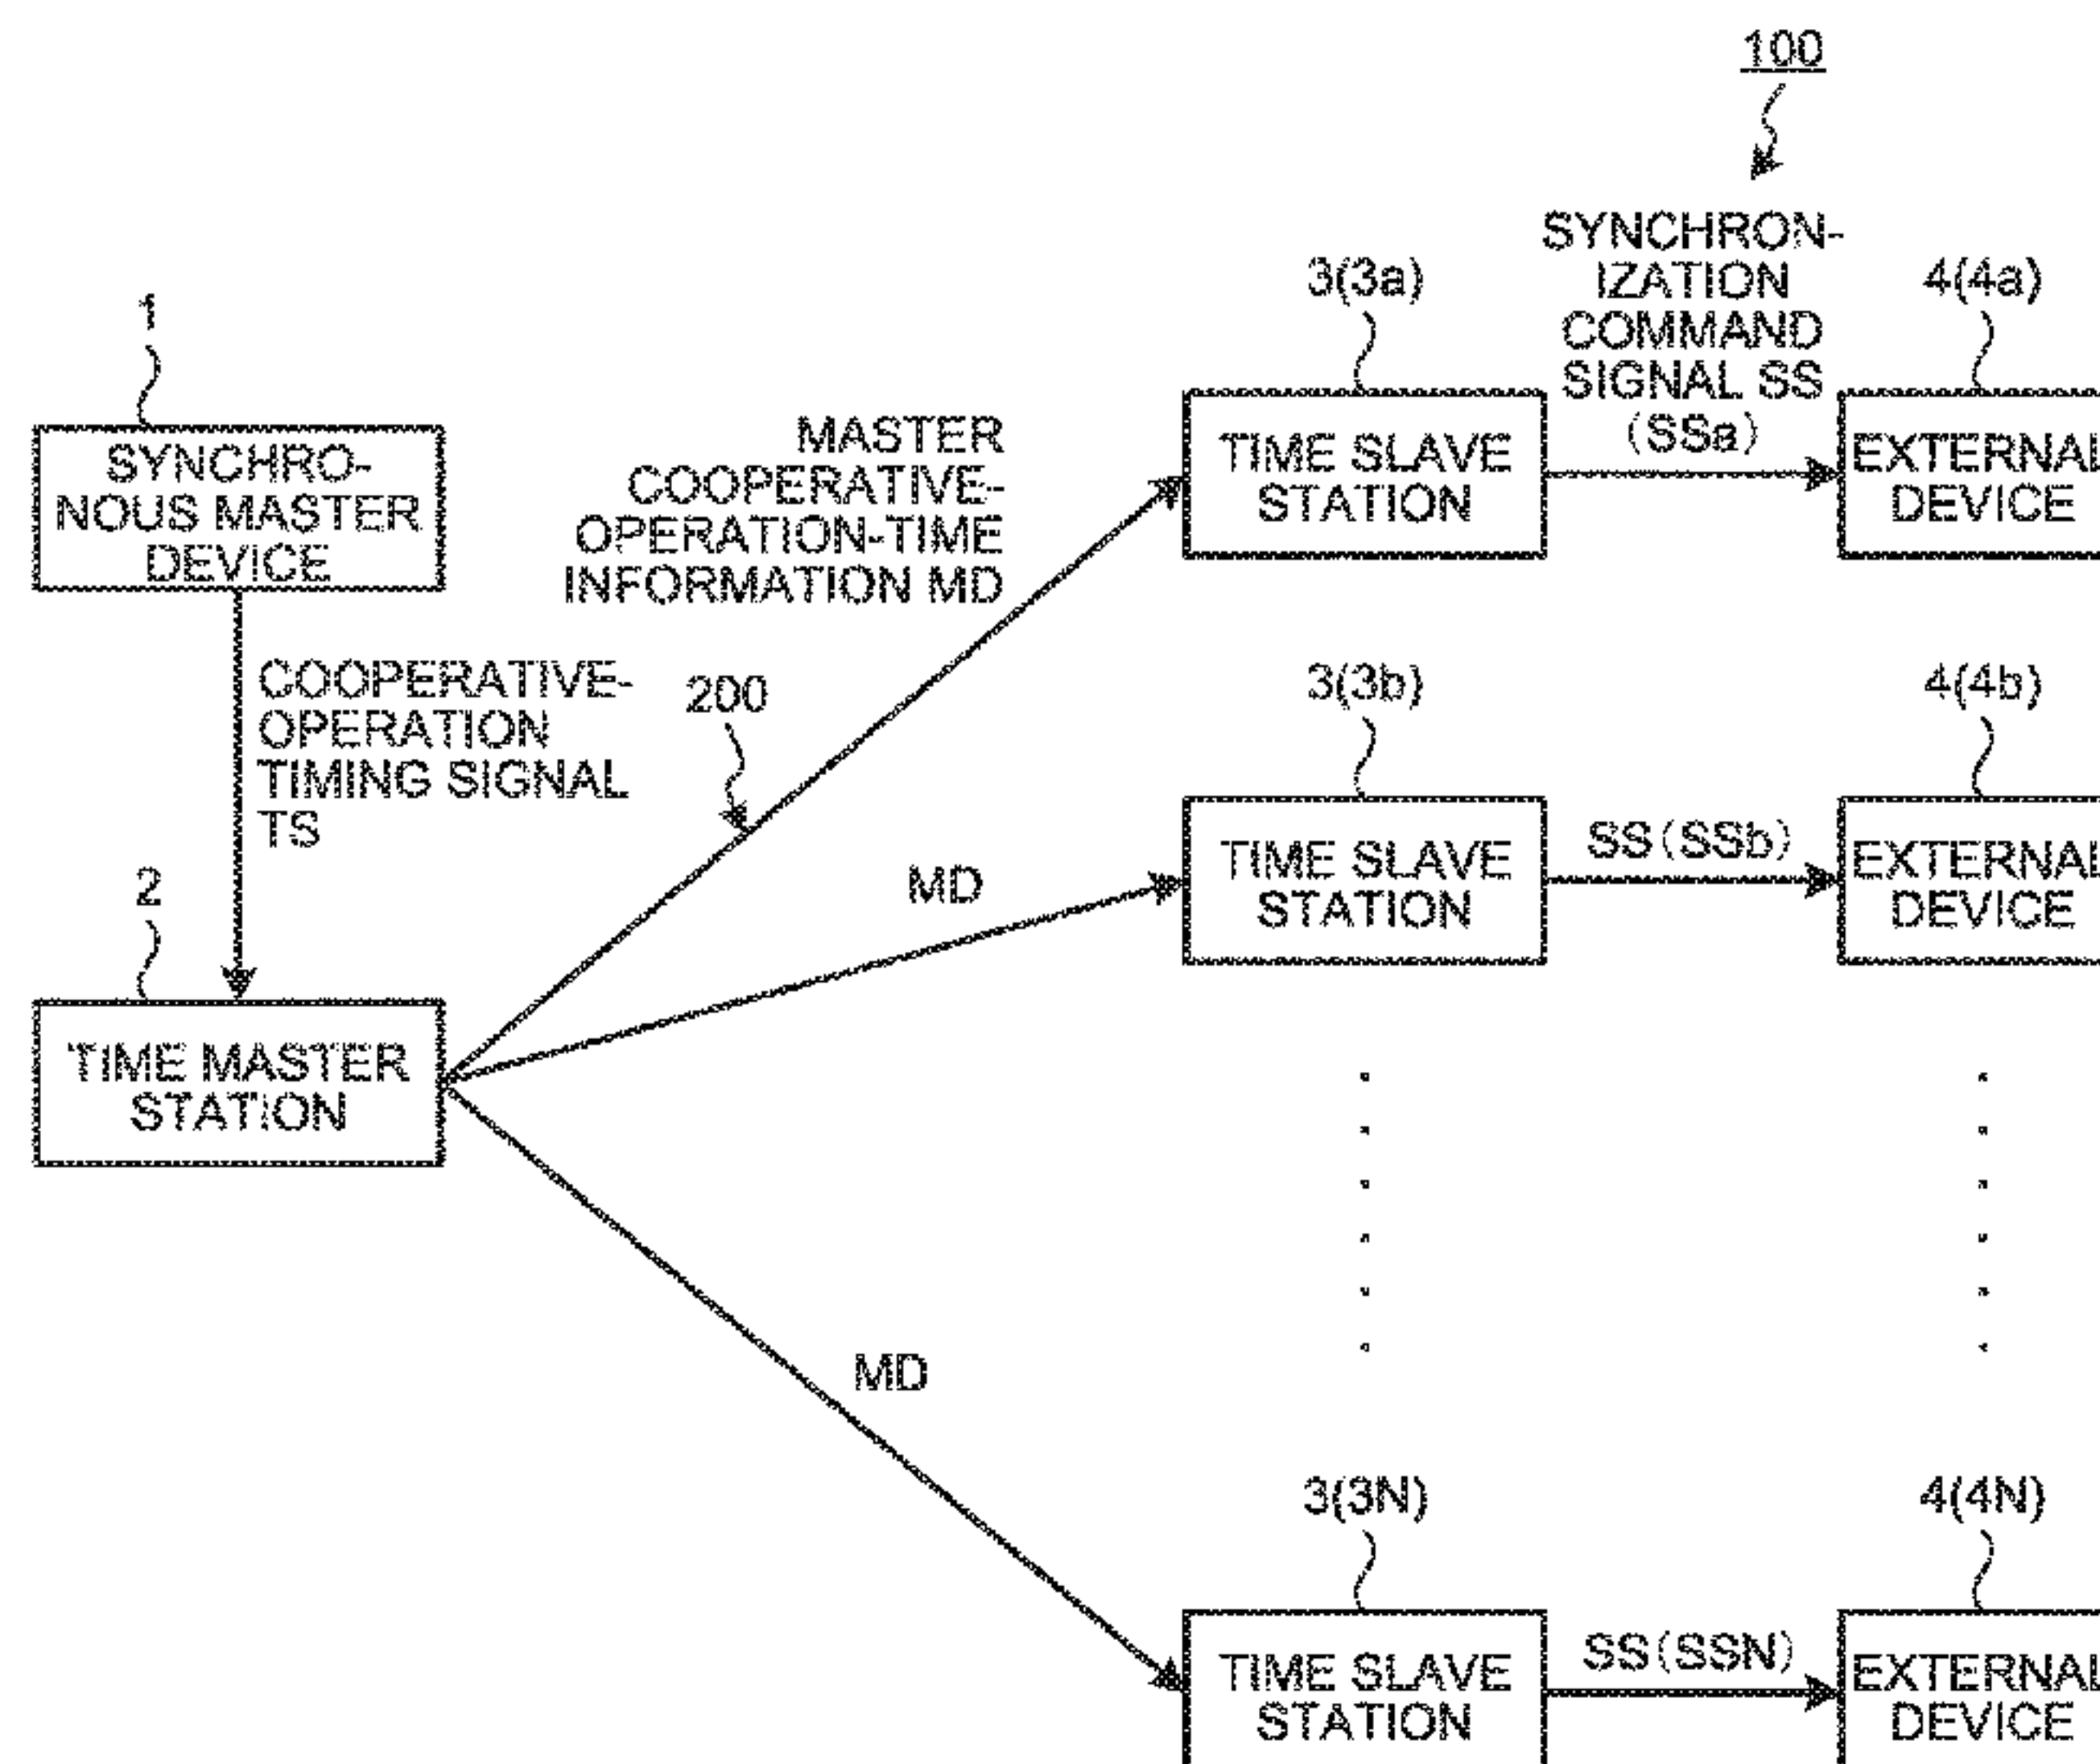 100
1
SYNCHRO-
NOUS MASTER
DEVICE
COOPERATIVE-
OPERATION
TIMING SIGNAL
TS
2
TIME MASTER
STATION
MASTER
COOPERATIVE-
OPERATION-TIME
INFORMATION MD
200
MD
MD
3(3a)
TIME SLAVE
STATION
SYNCHRON-
IZATION
COMMAND
SIGNAL SS
(SSa)
4(4a)
EXTERNAL
DEVICE
3(3b)
TIME SLAVE
STATION
SS(SSb)
4(4b)
EXTERNAL
DEVICE
3(3N)
TIME SLAVE
STATION
SS(SSN)
4(4N)
EXTERNAL
DEVICE